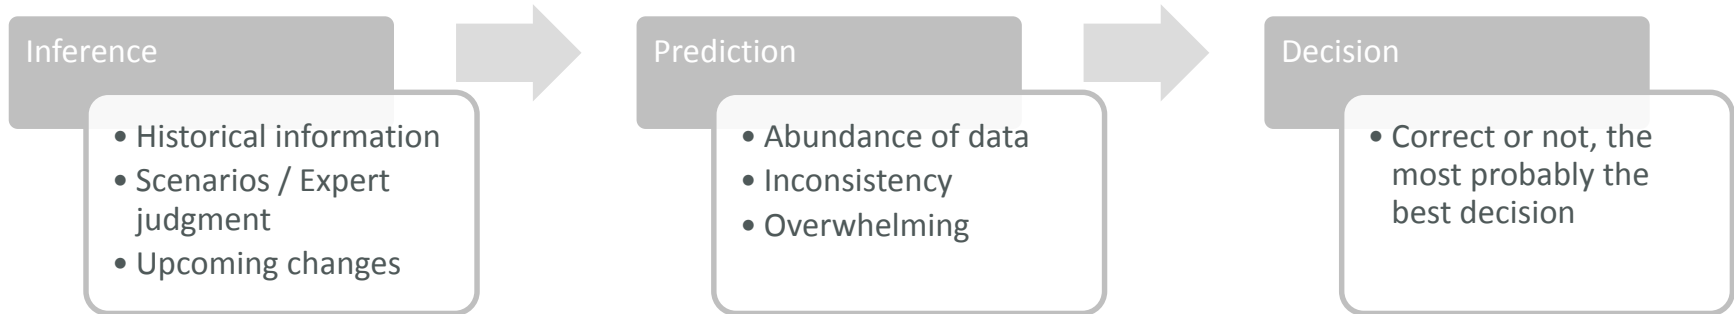 Inference
• Historical information
• Scenarios / Expert
judgment
• Upcoming changes
Prediction
• Abundance of data
• Inconsistency
• Overwhelming
Decision
• Correct or not, the
most probably the
best decision